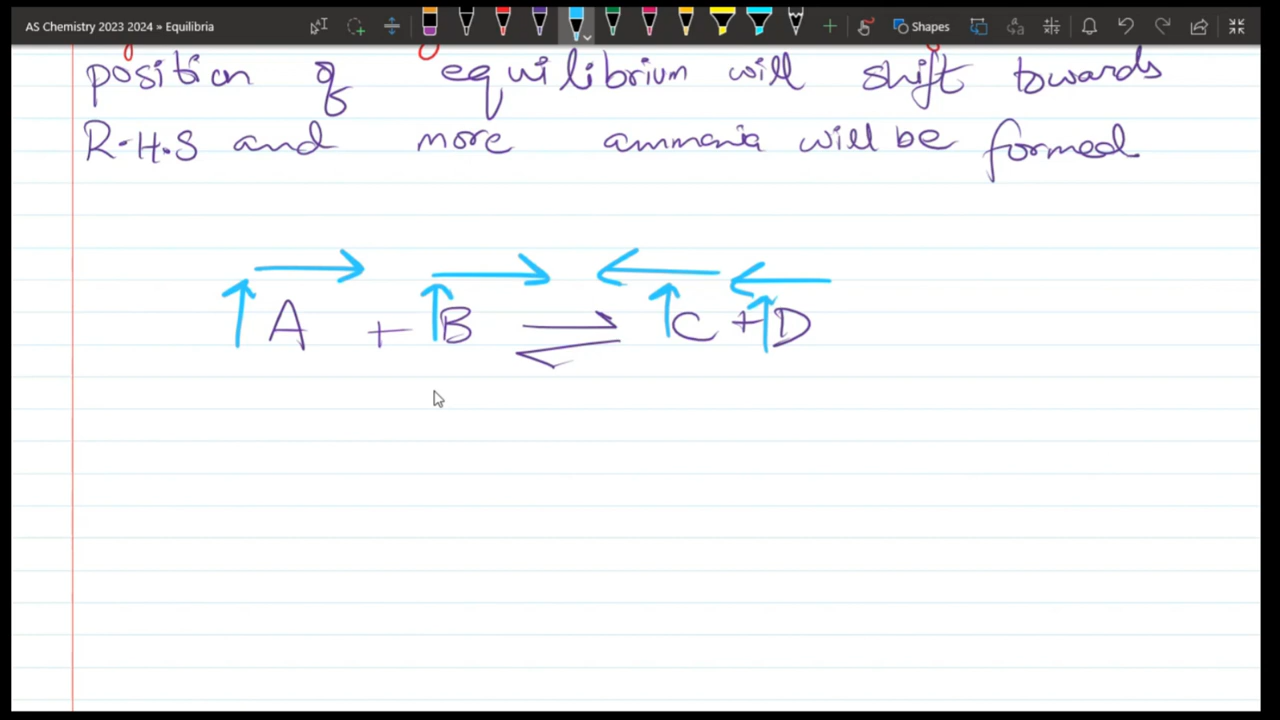 AS Chemistry 2023 2024 » Equilibria
Shapes
position of equilibrium will shift towards
R.H.S and more ammonia will be formed
A + B ⇌ C + D